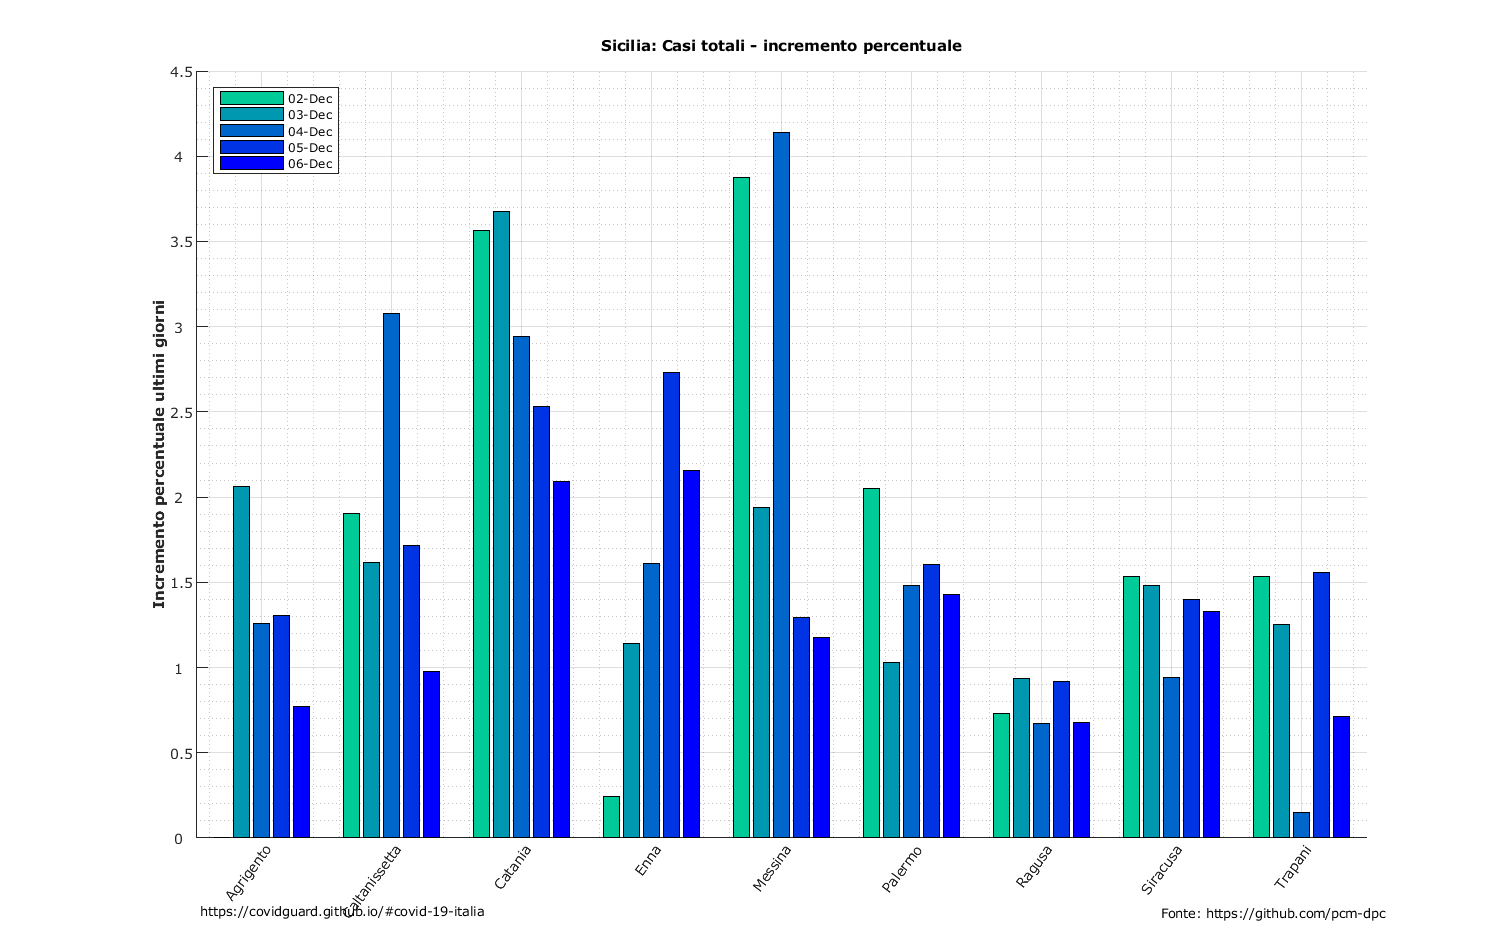 Sicilia: Casi totali - incremento percentuale
4.5
4
3.5
3
2.5
2
1.5
1
0.5
0
Incremento percentuale ultimi giorni
02-Dec
03-Dec
04-Dec
05-Dec
06-Dec
Agrigento
Caltanissetta
Catania
Enna
Messina
Palermo
Ragusa
Siracusa
Trapani
https://covidguard.github.io/#covid-19-italia
Fonte: https://github.com/pcm-dpc